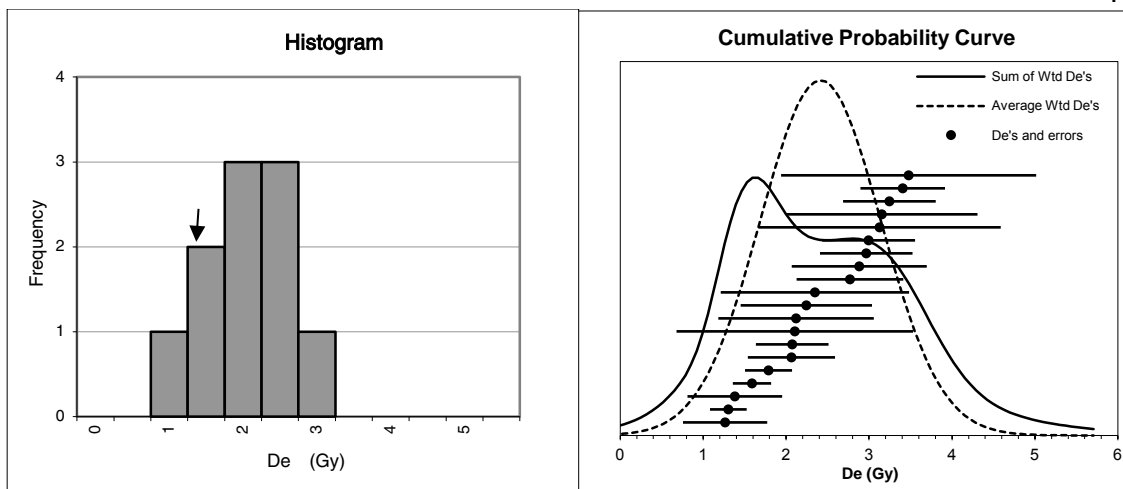 Histogram
4
3
2
1
0
Frequency
0
1
2
3
4
5
De (Gy)
Cumulative Probability Curve
Sum of Wtd De's
Average Wtd De's
De's and errors
0 1 2 3 4 5 6
De (Gy)